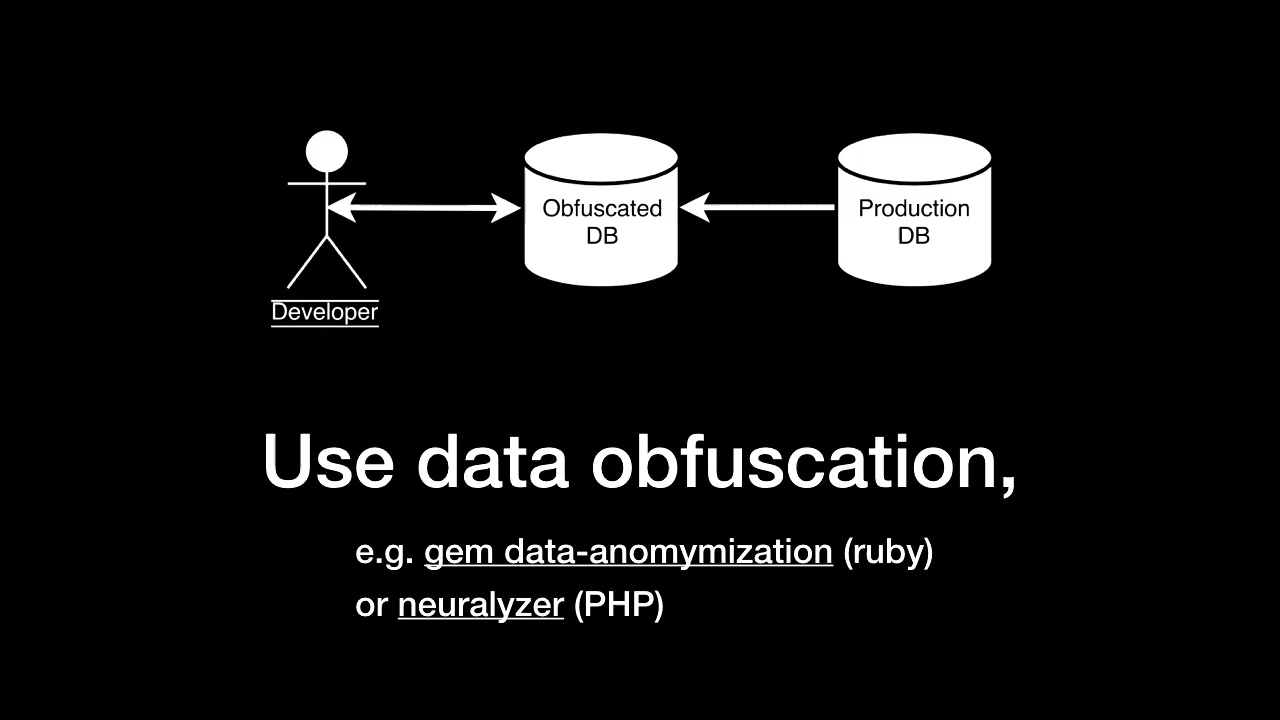 Obfuscated
DB
Production
DB
Developer
Use data obfuscation,
e.g. gem data-anomymization (ruby)
or neuralyzer (PHP)